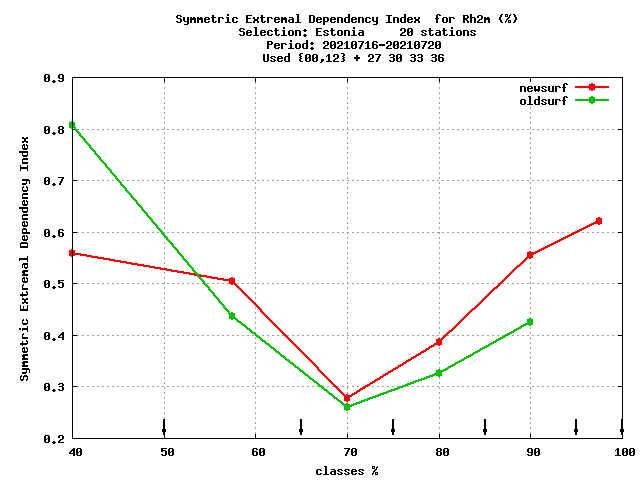 Symmetric Extremal Dependency Index  for Rh2m (%)
Selection: Estonia     20 stations
Period: 20210716-20210720
Used {00,12} + 27 30 33 36
newsurf
oldsurf
0.9
0.8
0.7
0.6
0.5
0.4
0.3
0.2
Symmetric Extremal Dependency Index
40 50 60 70 80 90 100
classes %